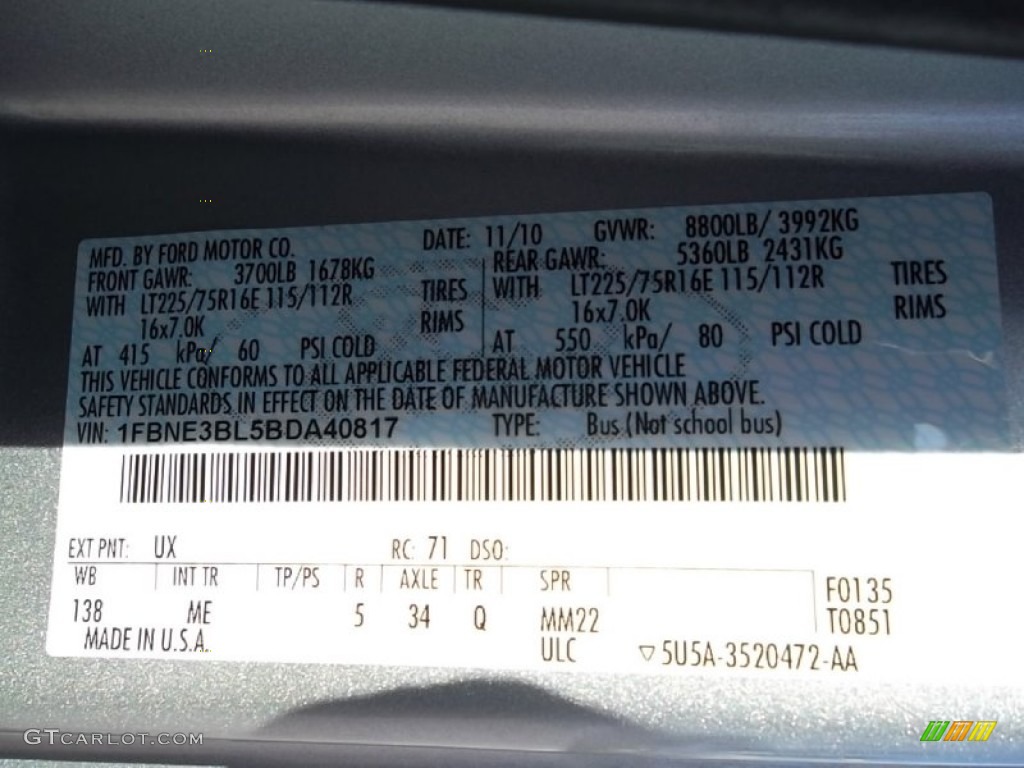 MFD. BY FORD MOTOR CO. DATE: 11/10 GVWR: 8800LB/ 3992KG
FRONT GAWR: 3700LB 1678KG REAR GAWR: 5360LB 2431KG
WITH LT225/75R16E 115/112R TIRES WITH LT225/75R16E 115/112R TIRES
16x7.0K RIMS 16x7.0K RIMS
AT 415 kPa/ 60 PSI COLD AT 550 kPa/ 80 PSI COLD
THIS VEHICLE CONFORMS TO ALL APPLICABLE FEDERAL MOTOR VEHICLE
SAFETY STANDARDS IN EFFECT ON THE DATE OF MANUFACTURE SHOWN ABOVE.
VIN: 1FBNE3BL5BDA40817 TYPE: Bus (Not school bus)
EXT PNT: UX RC: 71 DSO:
WB INT TR TP/PS R AXLE TR SPR F0135
138 ME 5 34 Q MM22 T0851
MADE IN U.S.A. ULC ▽5U5A-3520472-AA
GTCARLOT.COM